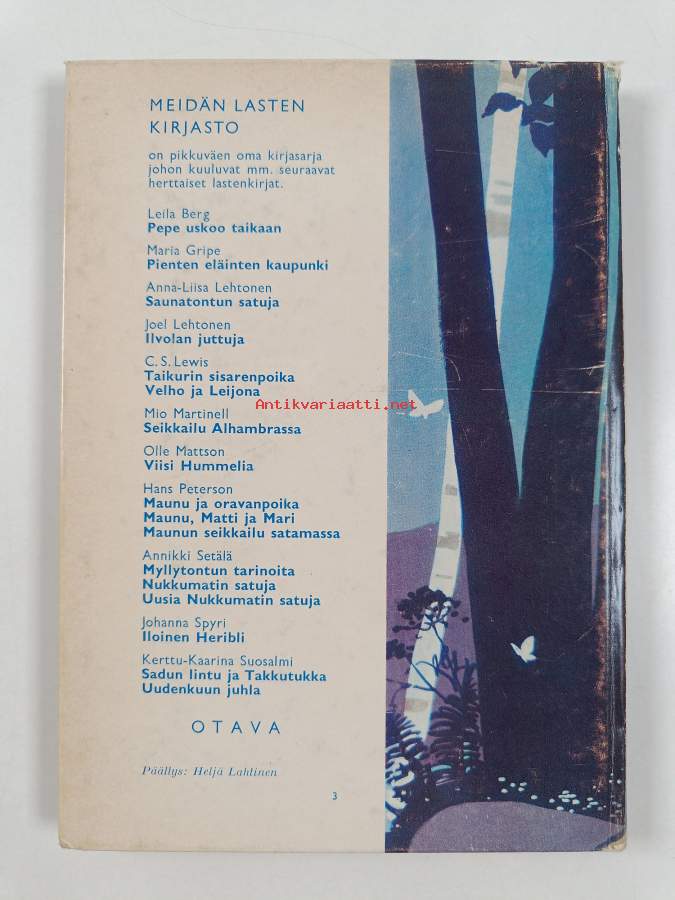 MEIDÄN LASTEN
KIRJASTO
on pikkuväen oma kirjasarja
johon kuuluvat mm. seuraavat
herttaiset lastenkirjat.
Leila Berg
Pepe uskoo taikaan
Maria Gripe
Pienten eläinten kaupunki
Anna-Liisa Lehtonen
Saunatontun satuja
Joel Lehtonen
Ilvolan juttuja
C. S. Lewis
Taikurin sisarenpoika
Velho ja Leijona
Antikvariaatti.net
Mio Martinell
Seikkailu Alhambrassa
Olle Mattson
Viisi Hummelia
Hans Peterson
Maunu ja oravanpoika
Maunu, Matti ja Mari
Maunun seikkailu satamassa
Annikki Setälä
Myllytontun tarinoita
Nukkumatin satuja
Uusia Nukkumatin satuja
Johanna Spyri
Iloinen Heribli
Kerttu-Kaarina Suosalmi
Sadun lintu ja Takkutukka
Uudenkuun juhla
OTAVA
Päällys: Heljä Lahtinen
3